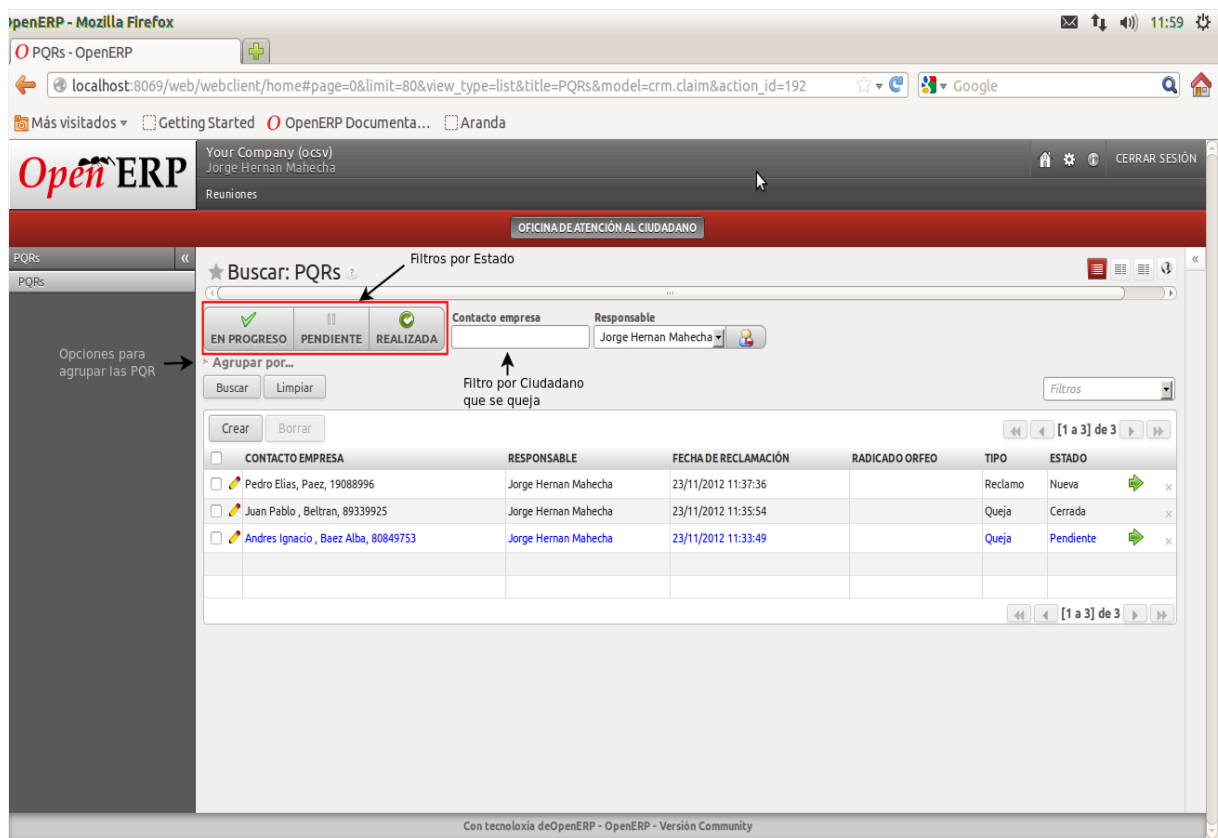 OpenERP - Mozilla Firefox
11:59
PQRs - OpenERP
localhost:8069/web/webclient/home#page=0&limit=80&view_type=list&title=PQRs&model=crm.claim&action_id=192
Google
Más visitados
Getting Started
OpenERP Documenta...
Aranda
Open ERP
Your Company (ocsv)
Jorge Hernan Mahecha
Reuniones
CERRAR SESIÓN
OFICINA DE ATENCIÓN AL CIUDADANO
PQRs
«
PQRs
Buscar: PQRs ?
Filtros por Estado
«
EN PROGRESO
PENDIENTE
REALIZADA
Contacto empresa
Responsable
Jorge Hernan Mahecha
Opciones para
agrupar las PQR
Agrupar por...
Filtro por Ciudadano
que se queja
Buscar
Limpiar
Filtros
Crear
Borrar
[1 a 3] de 3
CONTACTO EMPRESA RESPONSABLE FECHA DE RECLAMACIÓN RADICADO ORFEO TIPO ESTADO
Pedro Elias, Paez, 19088996 Jorge Hernan Mahecha 23/11/2012 11:37:36 Reclamo Nueva x
Juan Pablo , Beltran, 89339925 Jorge Hernan Mahecha 23/11/2012 11:35:54 Queja Cerrada x
Andres Ignacio , Baez Alba, 80849753 Jorge Hernan Mahecha 23/11/2012 11:33:49 Queja Pendiente x
[1 a 3] de 3
Con tecnoloxía deOpenERP - OpenERP - Versión Community